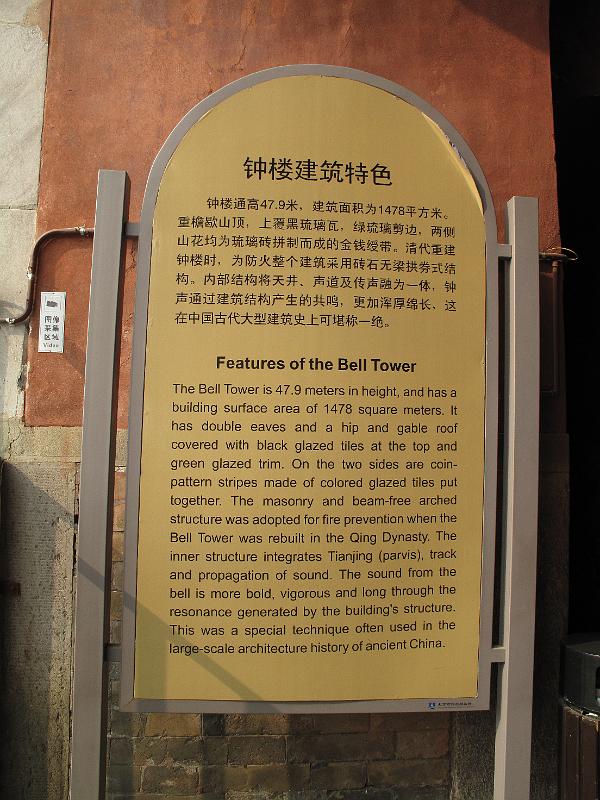 钟楼建筑特色
钟楼通高47.9米，建筑面积为1478平方米。
重檐歇山顶，上覆黑琉璃瓦，绿琉璃剪边，两侧
山花均为琉璃砖拼制而成的金钱绶带。清代重建
钟楼时，为防火整个建筑采用砖石无梁拱券式结
构。内部结构将天井、声道及传声融为一体，钟
声通过建筑结构产生的共鸣，更加浑厚绵长、这
在中国古代大型建筑史上可堪称一绝。
Features of the Bell Tower
The Bell Tower is 47.9 meters in height, and has a
building surface area of 1478 square meters. It
has double eaves and a hip and gable roof
covered with black glazed tiles at the top and
green glazed trim. On the two sides are coin-
pattern stripes made of colored glazed tiles put
together. The masonry and beam-free arched
structure was adopted for fire prevention when the
Bell Tower was rebuilt in the Qing Dynasty. The
inner structure integrates Tianjing (parvis), track
and propagation of sound. The sound from the
bell is more bold, vigorous and long through the
resonance generated by the building's structure.
This was a special technique often used in the
large-scale architecture history of ancient China.
图像
采集
区域
Video